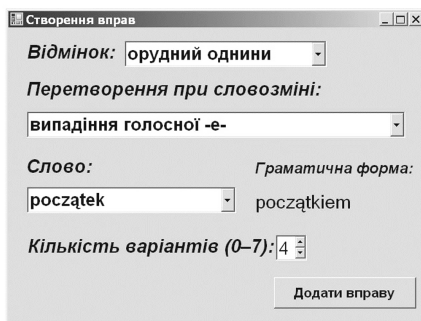 Створення вправ
Відмінок: орудний однини
Перетворення при словозміні:
випадіння голосної -е-
Слово: Граматична форма:
początek początkiem
Кількість варіантів (0–7): 4
Додати вправу